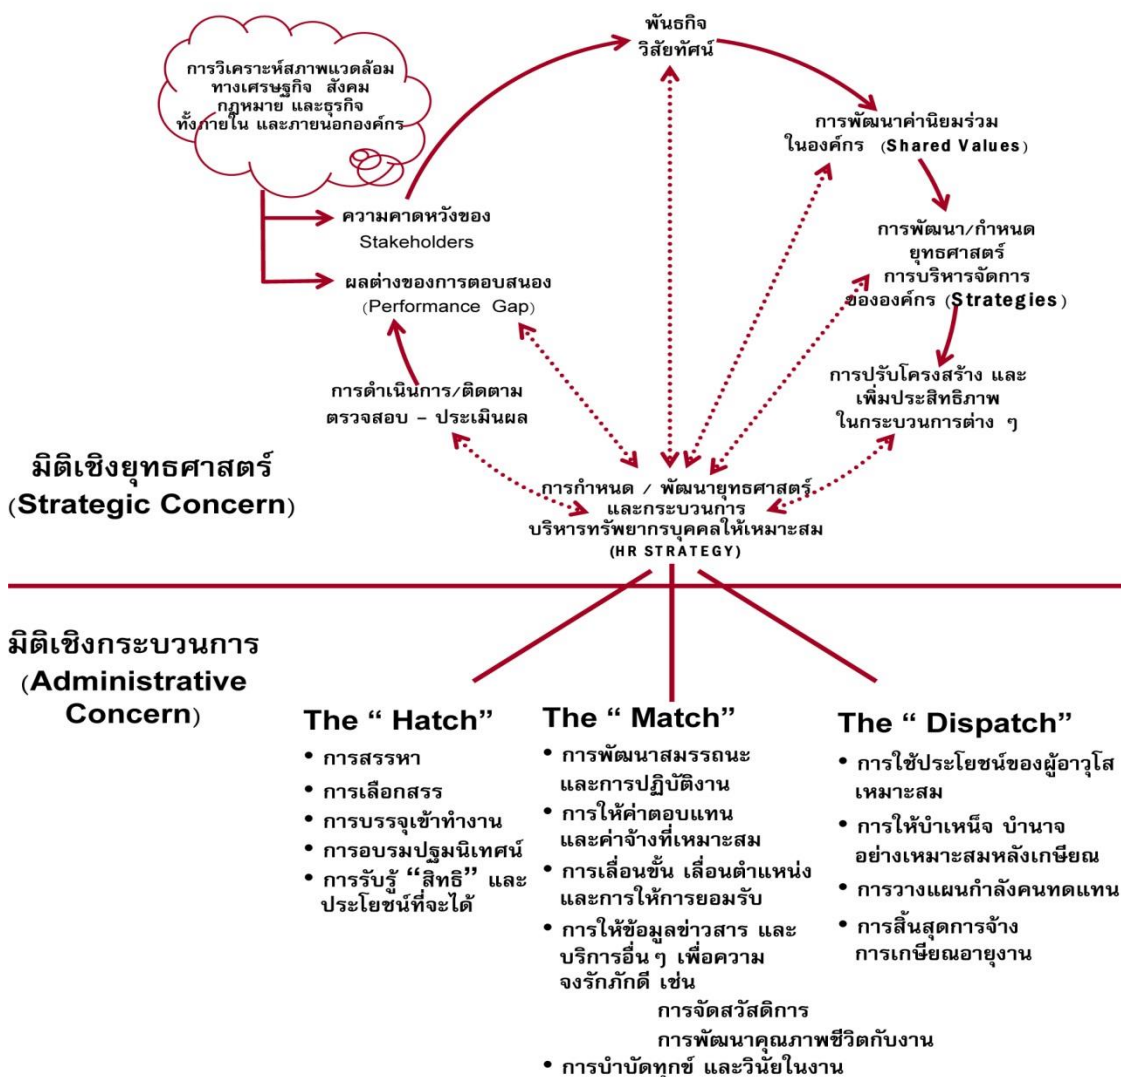 พันธกิจ
วิสัยทัศน์
การวิเคราะห์สภาพแวดล้อม
ทางเศรษฐกิจ สังคม
กฎหมาย และธุรกิจ
ทั้งภายใน และภายนอกองค์กร
การพัฒนาค่านิยมร่วม
ในองค์กร (Shared Values)
ความคาดหวังของ
Stakeholders
การพัฒนา/กำหนด
ยุทธศาสตร์
การบริหารจัดการ
ขององค์กร (Strategies)
ผลต่างของการตอบสนอง
(Performance Gap)
การปรับโครงสร้าง และ
เพิ่มประสิทธิภาพ
ในกระบวนการต่าง ๆ
การดำเนินการ/ติดตาม
ตรวจสอบ – ประเมินผล
มิติเชิงยุทธศาสตร์
(Strategic Concern)
การกำหนด / พัฒนายุทธศาสตร์
และกระบวนการ
บริหารทรัพยากรบุคคลให้เหมาะสม
(HR STRATEGY)
มิติเชิงกระบวนการ
(Administrative
Concern)
The “ Hatch”
• การสรรหา
• การเลือกสรร
• การบรรจุเข้าทำงาน
• การอบรมปฐมนิเทศน์
• การรับรู้ “สิทธิ” และ
ประโยชน์ที่จะได้
The “ Match”
• การพัฒนาสมรรถนะ
และการปฏิบัติงาน
• การให้ค่าตอบแทน
และค่าจ้างที่เหมาะสม
• การเลื่อนขั้น เลื่อนตำแหน่ง
และการให้การยอมรับ
• การให้ข้อมูลข่าวสาร และ
บริการอื่น ๆ เพื่อความ
จงรักภักดี เช่น
การจัดสวัสดิการ
การพัฒนาคุณภาพชีวิตกับงาน
• การบำบัดทุกข์ และวินัยในงาน
The “ Dispatch”
• การใช้ประโยชน์ของผู้อาวุโส
เหมาะสม
• การให้บำเหน็จ บำนาจ
อย่างเหมาะสมหลังเกษียณ
• การวางแผนกำลังคนทดแทน
• การสิ้นสุดการจ้าง
การเกษียณอายุงาน